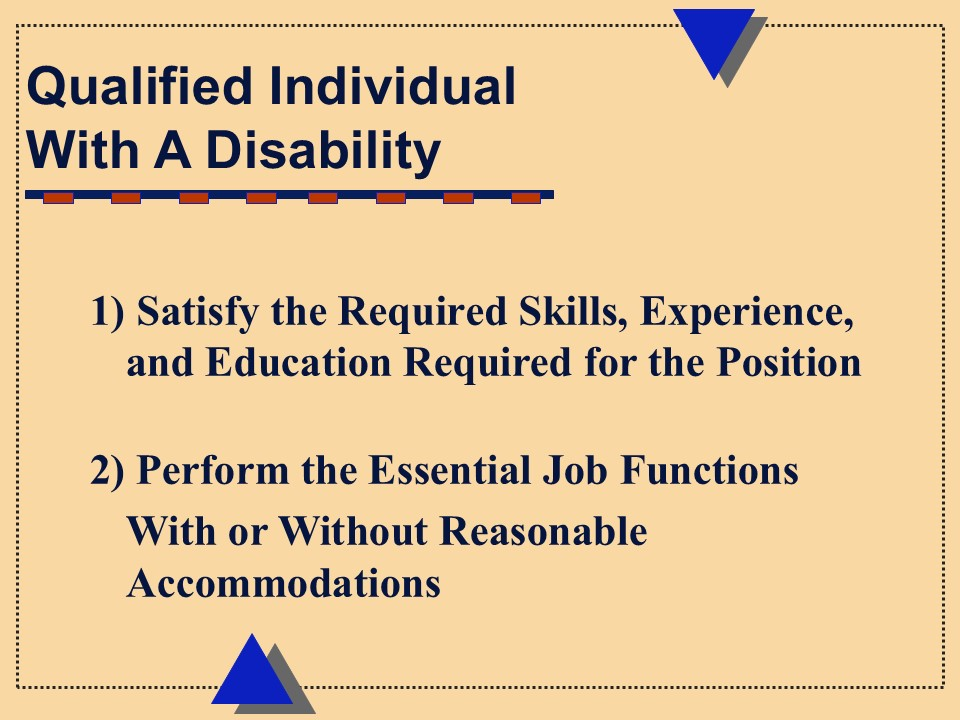 Qualified Individual
With A Disability
1) Satisfy the Required Skills, Experience,
and Education Required for the Position
2) Perform the Essential Job Functions
With or Without Reasonable
Accommodations